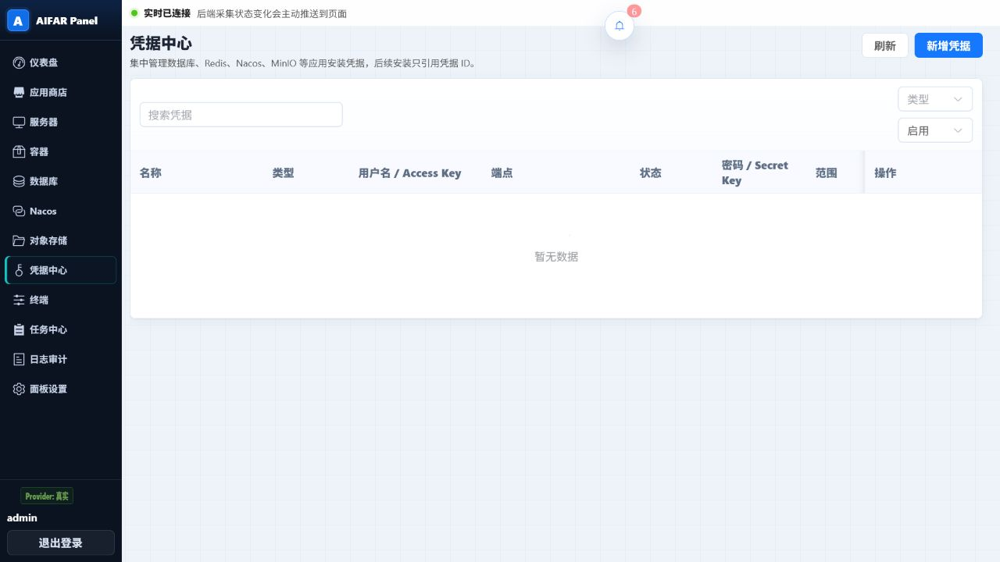 A AIFAR Panel
仪表盘
应用商店
服务器
容器
数据库
Nacos
对象存储
凭据中心
终端
任务中心
日志审计
面板设置
Provider: 真实
admin
退出登录
实时已连接 后端采集状态变化会主动推送到页面
6
凭据中心
集中管理数据库、Redis、Nacos、MinIO 等应用安装凭据，后续安装只引用凭据 ID。
刷新 新增凭据
搜索凭据
类型
启用
名称 类型 用户名 / Access Key 端点 状态 密码 / Secret Key 范围 操作
暂无数据